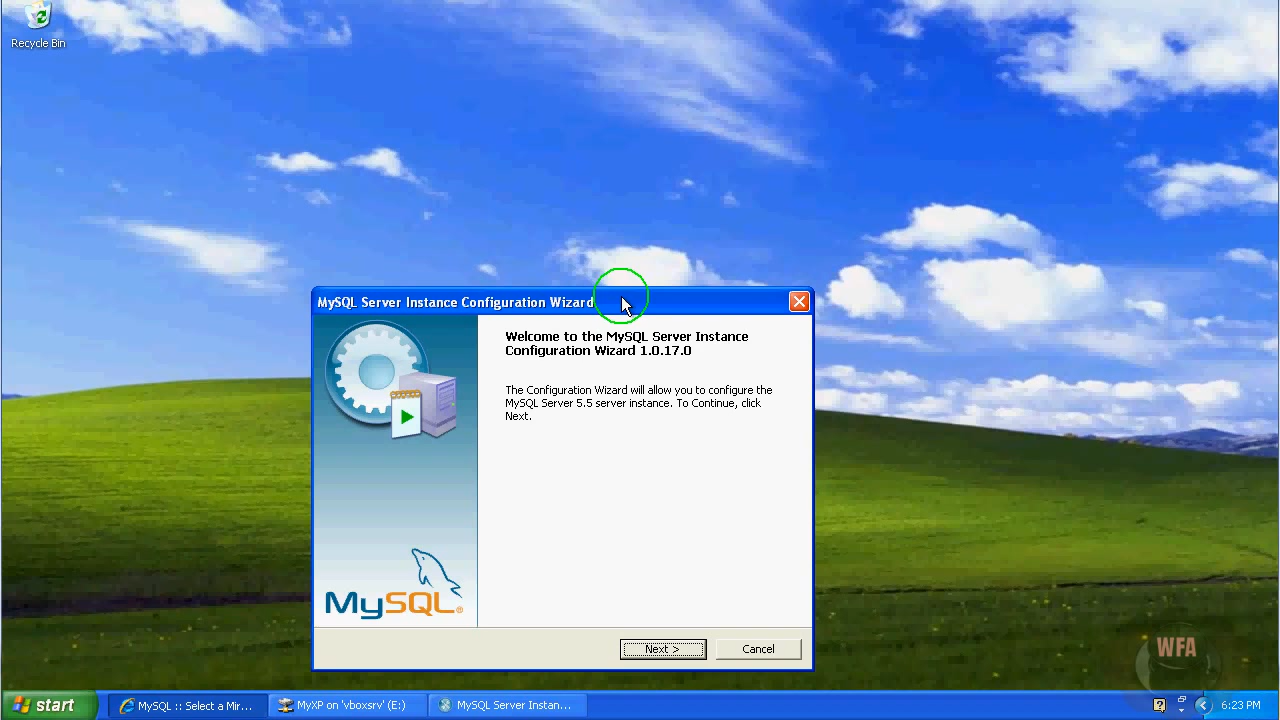 Recycle Bin
MySQL Server Instance Configuration Wizard
Welcome to the MySQL Server Instance
Configuration Wizard 1.0.17.0
The Configuration Wizard will allow you to configure the
MySQL Server 5.5 server instance. To Continue, click
Next.
MySQL®
Next >
Cancel
WFA
start
MySQL :: Select a Mir...
MyXP on 'vboxsrv' (E:)
MySQL Server Instan...
6:23 PM